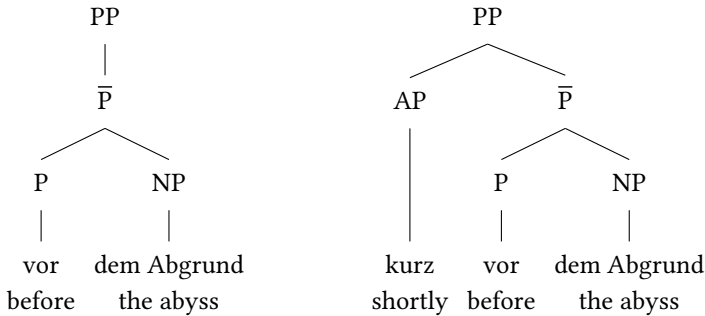 PP PP
P̅ AP P̅
P NP P NP
vor dem Abgrund kurz vor dem Abgrund
before the abyss shortly before the abyss